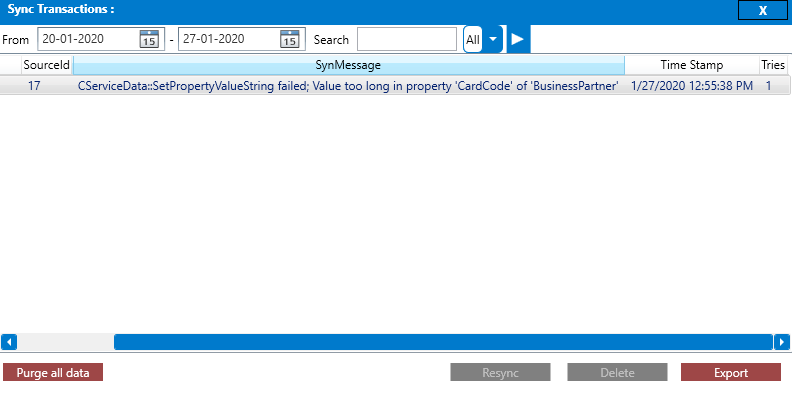 Sync Transactions :
X
From 20-01-2020 15 - 27-01-2020 15 Search All
SourceId SynMessage Time Stamp Tries
17 CServiceData::SetPropertyValueString failed; Value too long in property 'CardCode' of 'BusinessPartner' 1/27/2020 12:55:38 PM 1
Purge all data Resync Delete Export